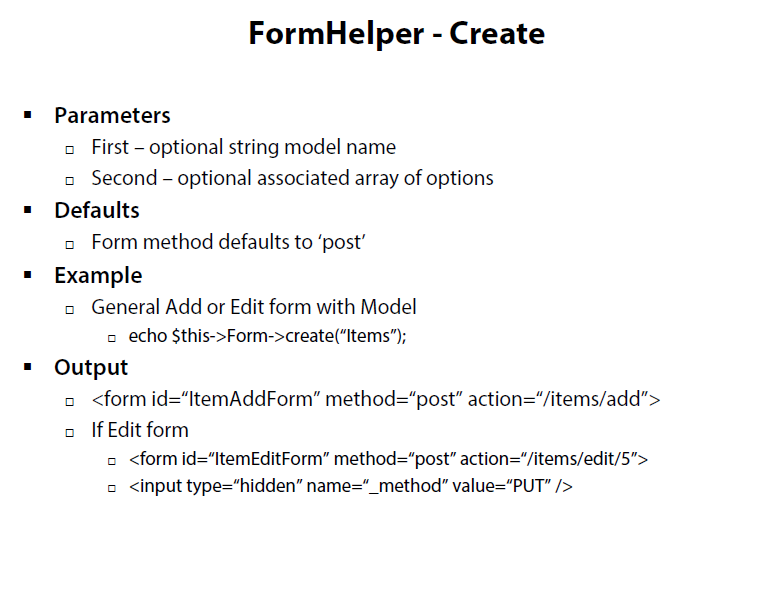 FormHelper - Create
▪ Parameters
▫ First – optional string model name
▫ Second – optional associated array of options
▪ Defaults
▫ Form method defaults to ‘post’
▪ Example
▫ General Add or Edit form with Model
▫ echo $this->Form->create(“Items”);
▪ Output
▫ <form id=“ItemAddForm” method=“post” action=“/items/add”>
▫ If Edit form
▫ <form id=“ItemEditForm” method=“post” action=“/items/edit/5”>
▫ <input type=“hidden” name=“_method” value=“PUT” />